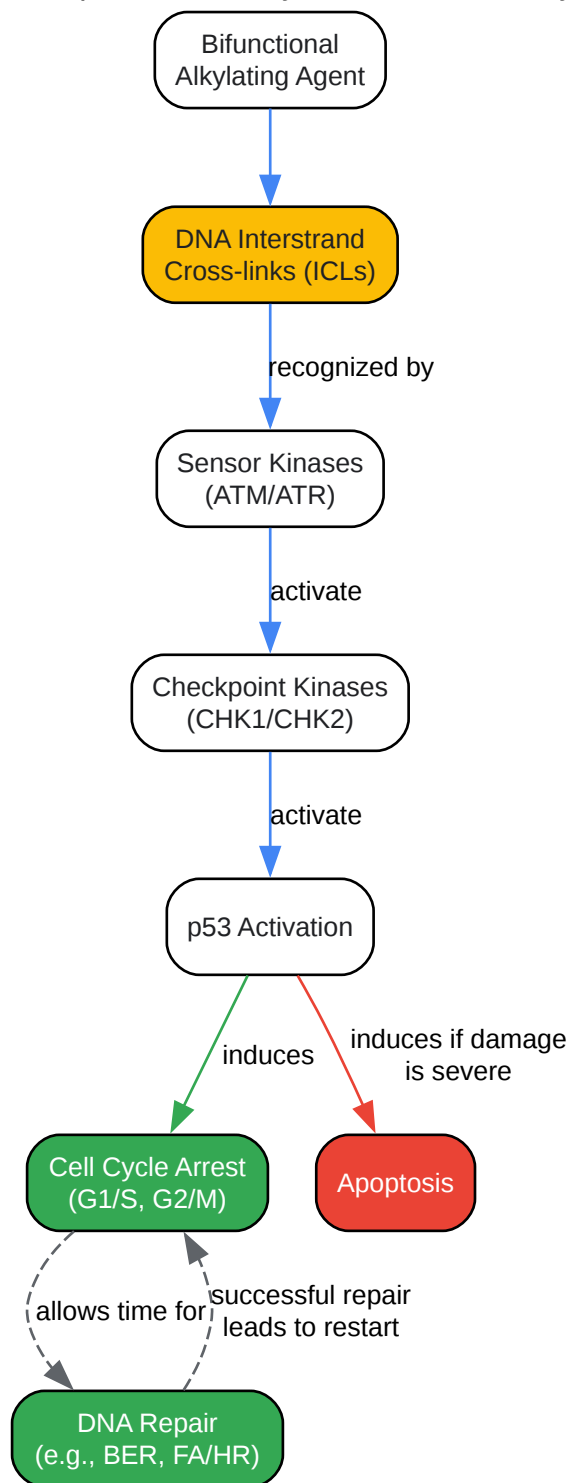 Bifunctional
Alkylating Agent
DNA Interstrand
Cross-links (ICLs)
recognized by
Sensor Kinases
(ATM/ATR)
activate
Checkpoint Kinases
(CHK1/CHK2)
activate
p53 Activation
induces
induces if damage
is severe
Cell Cycle Arrest
(G1/S, G2/M)
Apoptosis
allows time for
successful repair
leads to restart
DNA Repair
(e.g., BER, FA/HR)